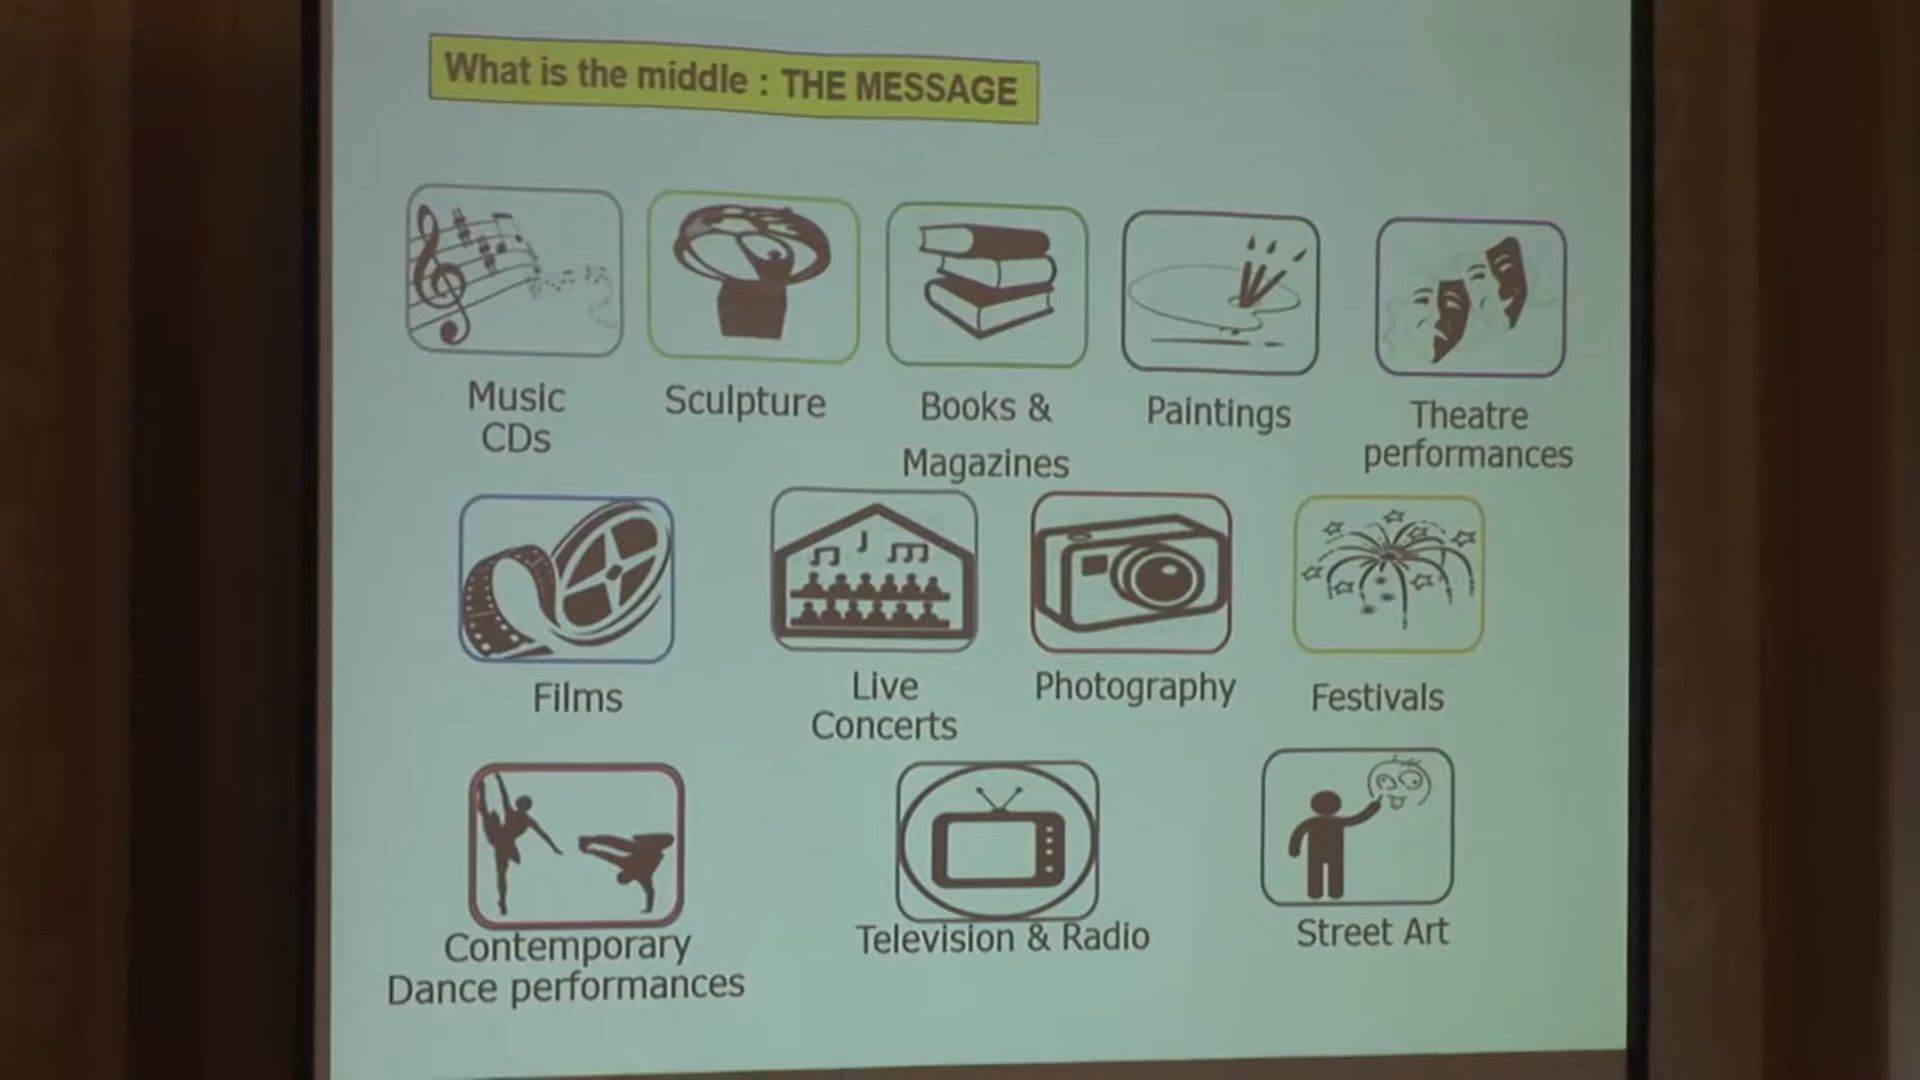 What is the middle : THE MESSAGE
Music
CDs
Sculpture
Books &
Magazines
Paintings
Theatre
performances
Films
Live
Concerts
Photography
Festivals
Contemporary
Dance performances
Television & Radio
Street Art